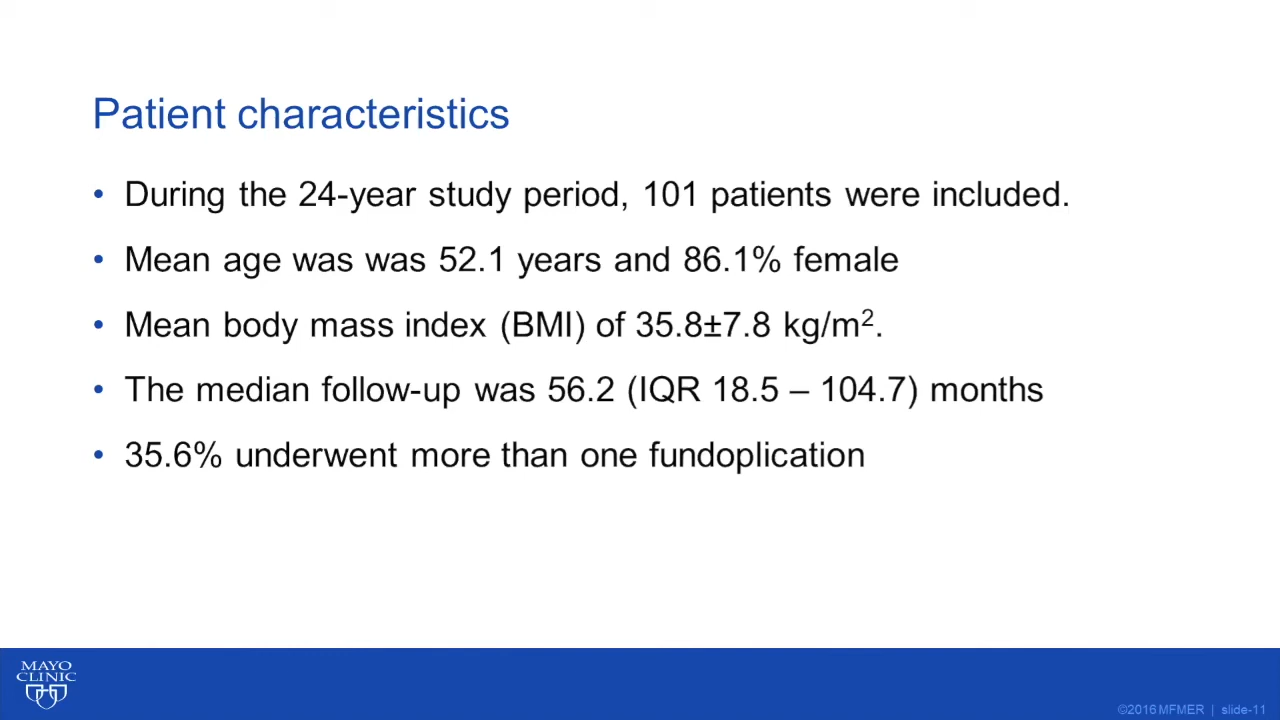 Patient characteristics
• During the 24-year study period, 101 patients were included.
• Mean age was was 52.1 years and 86.1% female
• Mean body mass index (BMI) of 35.8±7.8 kg/m².
• The median follow-up was 56.2 (IQR 18.5 – 104.7) months
• 35.6% underwent more than one fundoplication
MAYO
CLINIC
©2016 MFMER | slide-11